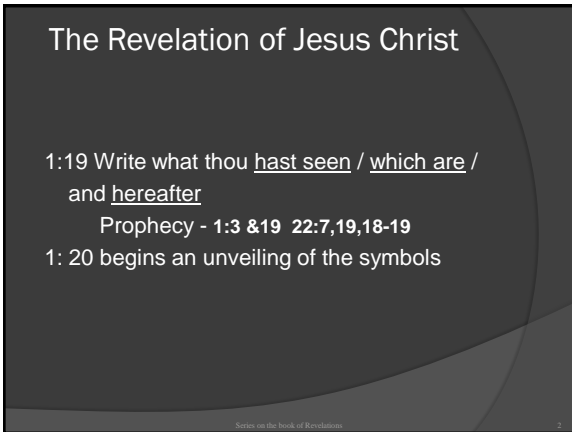 The Revelation of Jesus Christ
1:19 Write what thou hast seen / which are /
and hereafter
Prophecy - 1:3 &19 22:7,19,18-19
1: 20 begins an unveiling of the symbols
Series on the book of Revelations
2